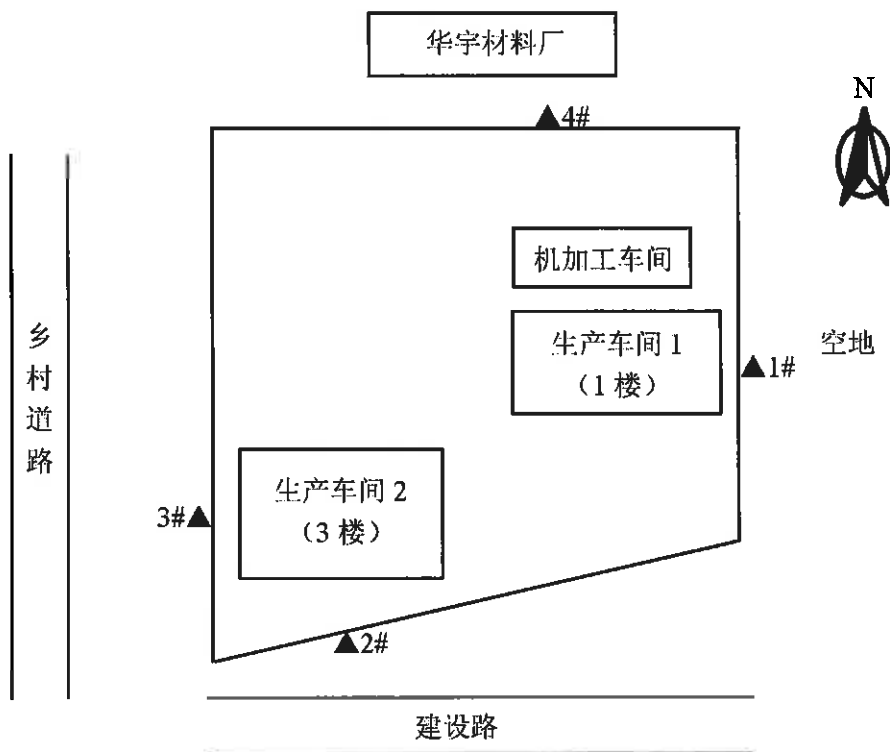 华宇材料厂
▲4#
N
机加工车间
生产车间 1
（1 楼）
空地
▲1#
乡村道路
生产车间 2
（3 楼）
3#▲
▲2#
建设路